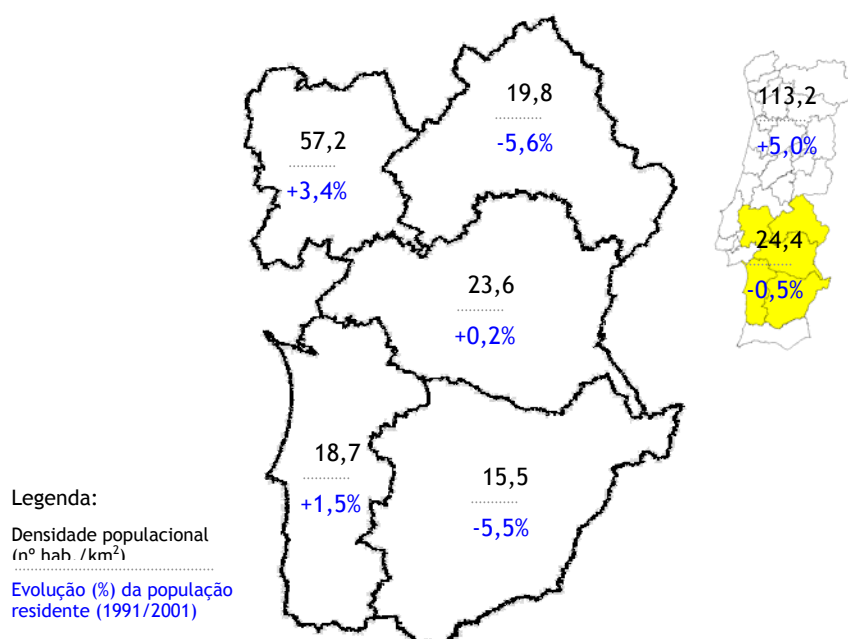 19,8
-5,6%
57,2
+3,4%
113,2
+5,0%
24,4
-0,5%
23,6
+0,2%
18,7
+1,5%
15,5
-5,5%
Legenda:
Densidade populacional
(nº hab./km²)
Evolução (%) da população
residente (1991/2001)